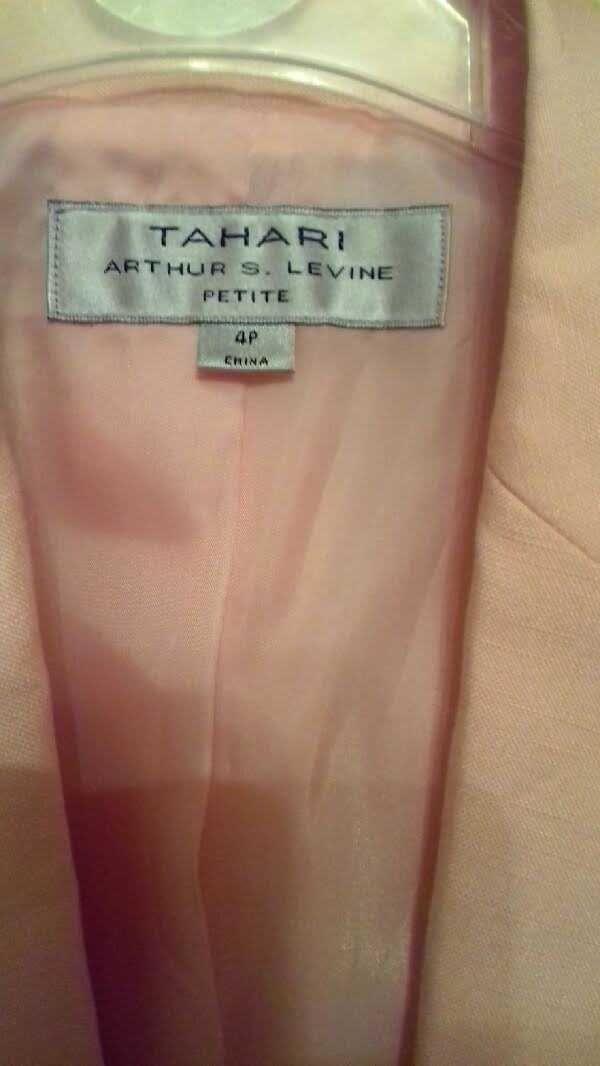 TAHARI
ARTHUR S. LEVINE
PETITE
4P
CHINA